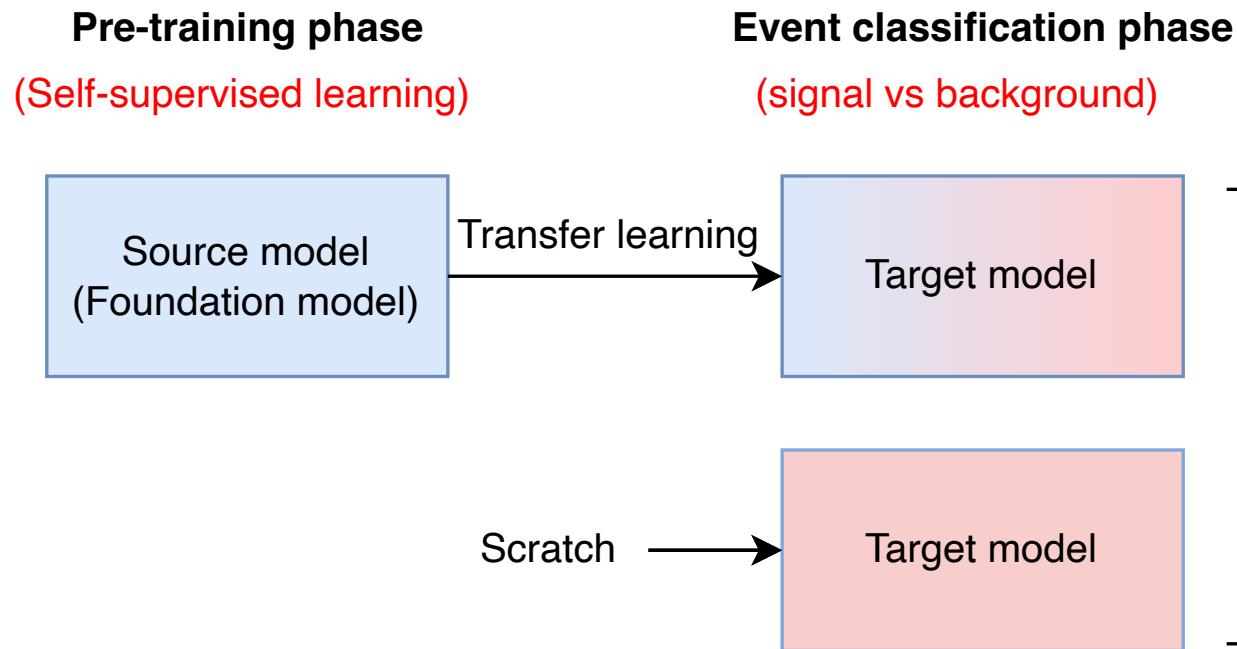 Pre-training phase
(Self-supervised learning)
Event classification phase
(signal vs background)
Source model
(Foundation model)
Transfer learning
Target model
Scratch
Target model